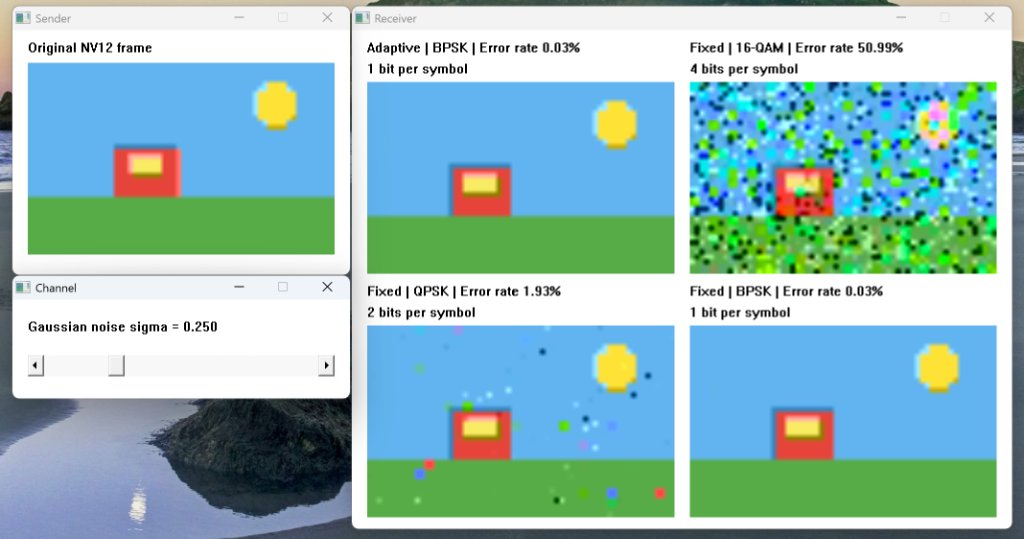 Sender
Original NV12 frame
Channel
Gaussian noise sigma = 0.250
Receiver
Adaptive | BPSK | Error rate 0.03%
1 bit per symbol
Fixed | 16-QAM | Error rate 50.99%
4 bits per symbol
Fixed | QPSK | Error rate 1.93%
2 bits per symbol
Fixed | BPSK | Error rate 0.03%
1 bit per symbol